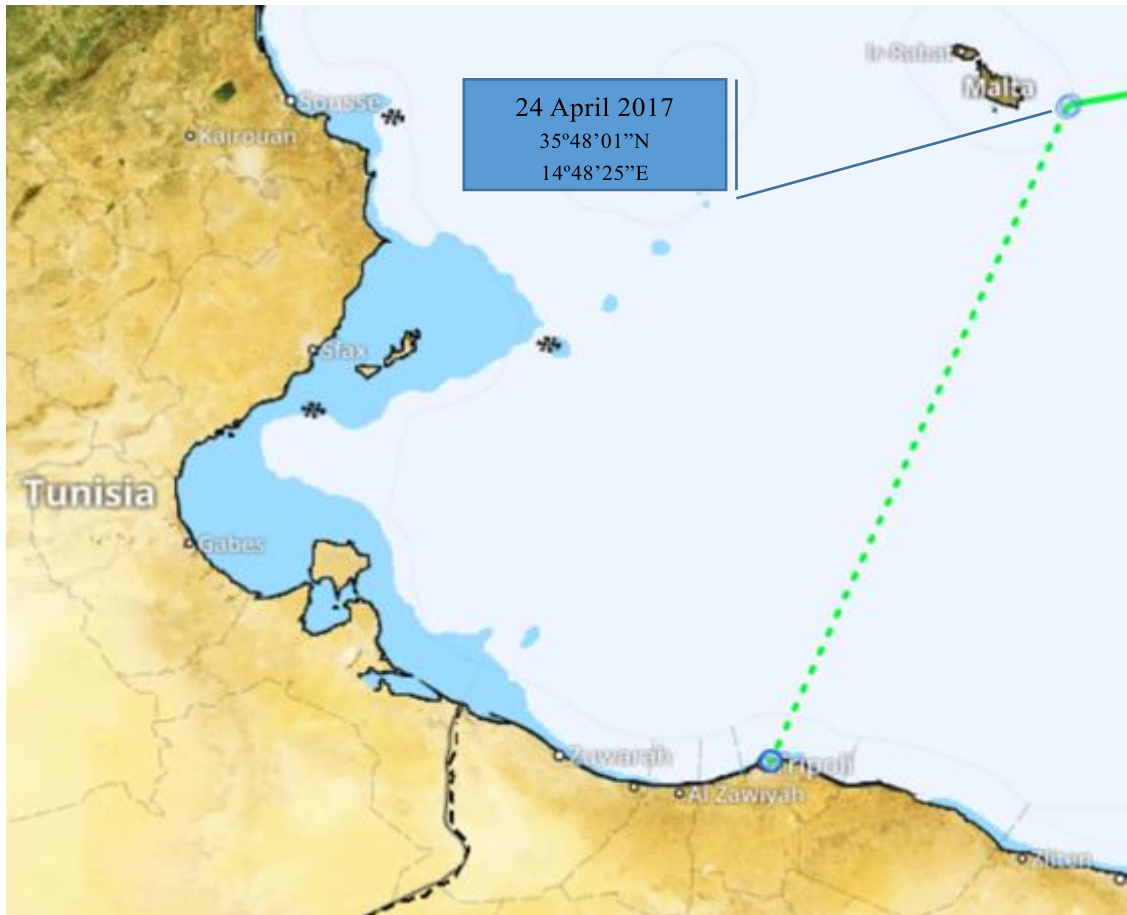 Ir-Rabat
Malta
24 April 2017
35º48’01”N
14º48’25”E
Sousse
Kairouan
Sfax
Tunisia
Gabes
Zuwarah
Tripoli
Al Zawiyah
Zliten